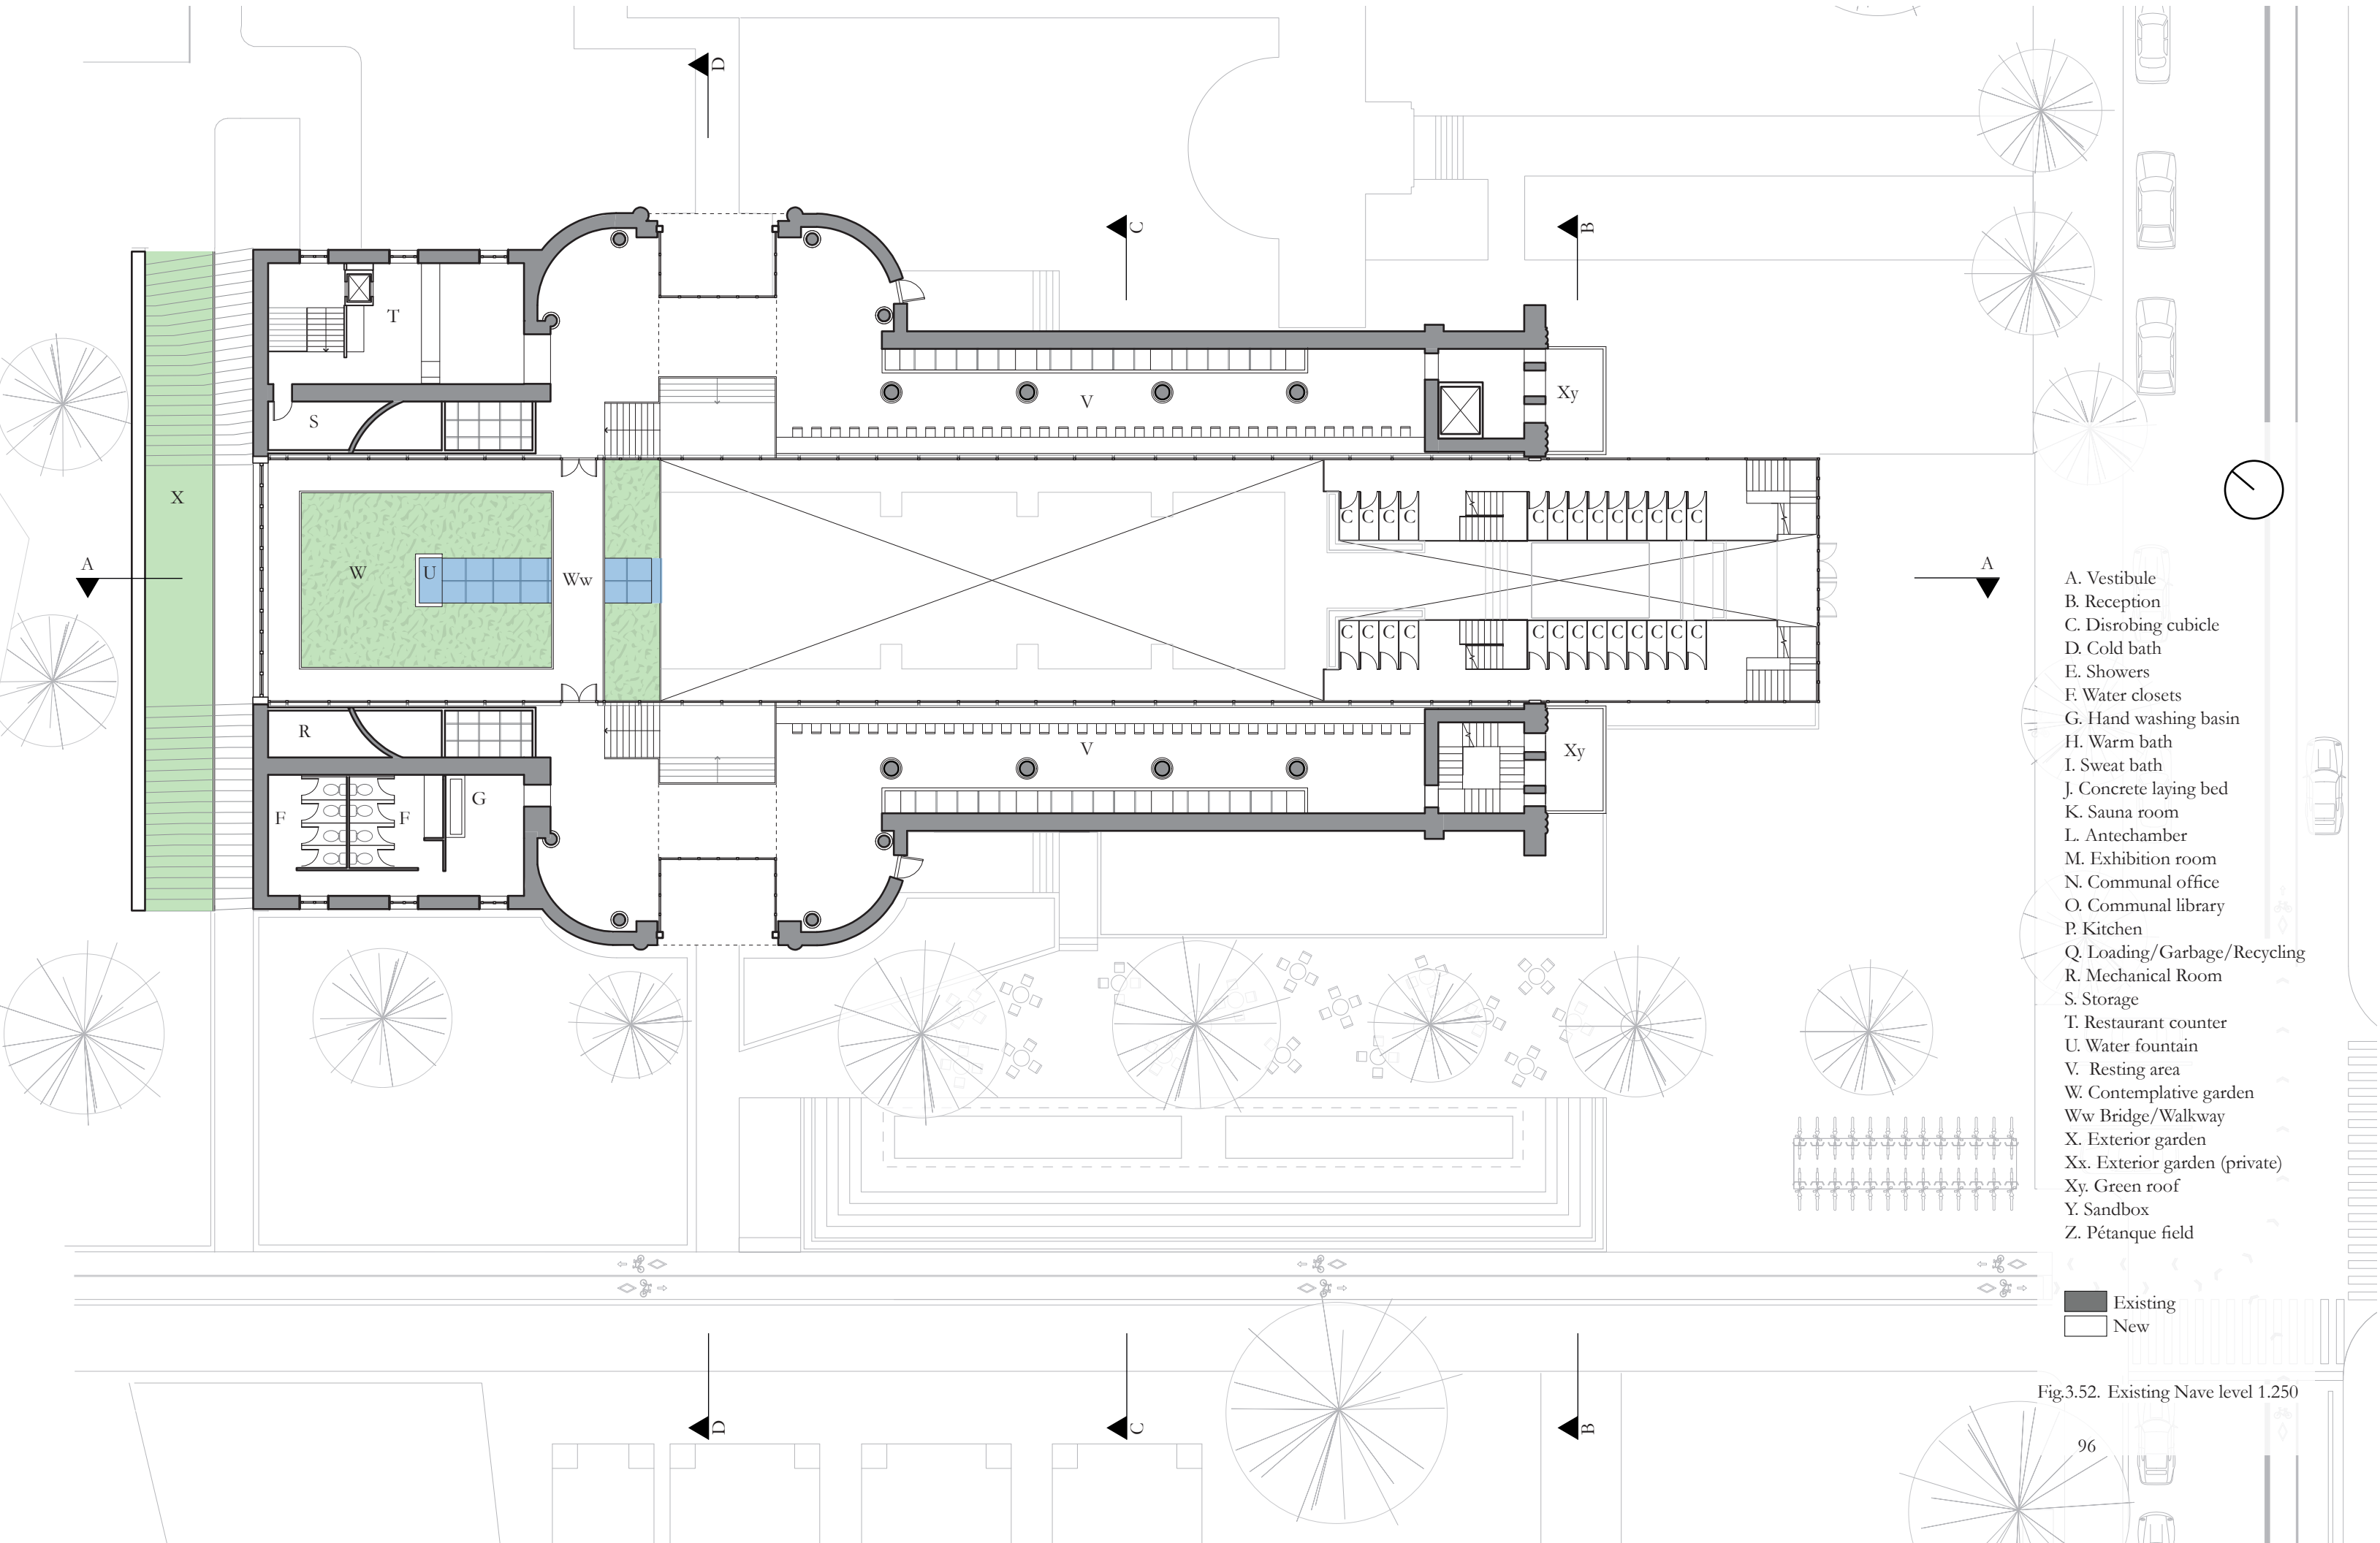 D
C
B
T
S
V
Xy
C C C C
C C C C C C C C C
X
A
W
U
Ww
A
C C C C
C C C C C C C C C
R
V
Xy
F
F
G
D
C
B
A. Vestibule
B. Reception
C. Disrobing cubicle
D. Cold bath
E. Showers
F. Water closets
G. Hand washing basin
H. Warm bath
I. Sweat bath
J. Concrete laying bed
K. Sauna room
L. Antechamber
M. Exhibition room
N. Communal office
O. Communal library
P. Kitchen
Q. Loading/Garbage/Recycling
R. Mechanical Room
S. Storage
T. Restaurant counter
U. Water fountain
V. Resting area
W. Contemplative garden
Ww Bridge/Walkway
X. Exterior garden
Xx. Exterior garden (private)
Xy. Green roof
Y. Sandbox
Z. Pétanque field
Existing
New
Fig.3.52. Existing Nave level 1.250
96